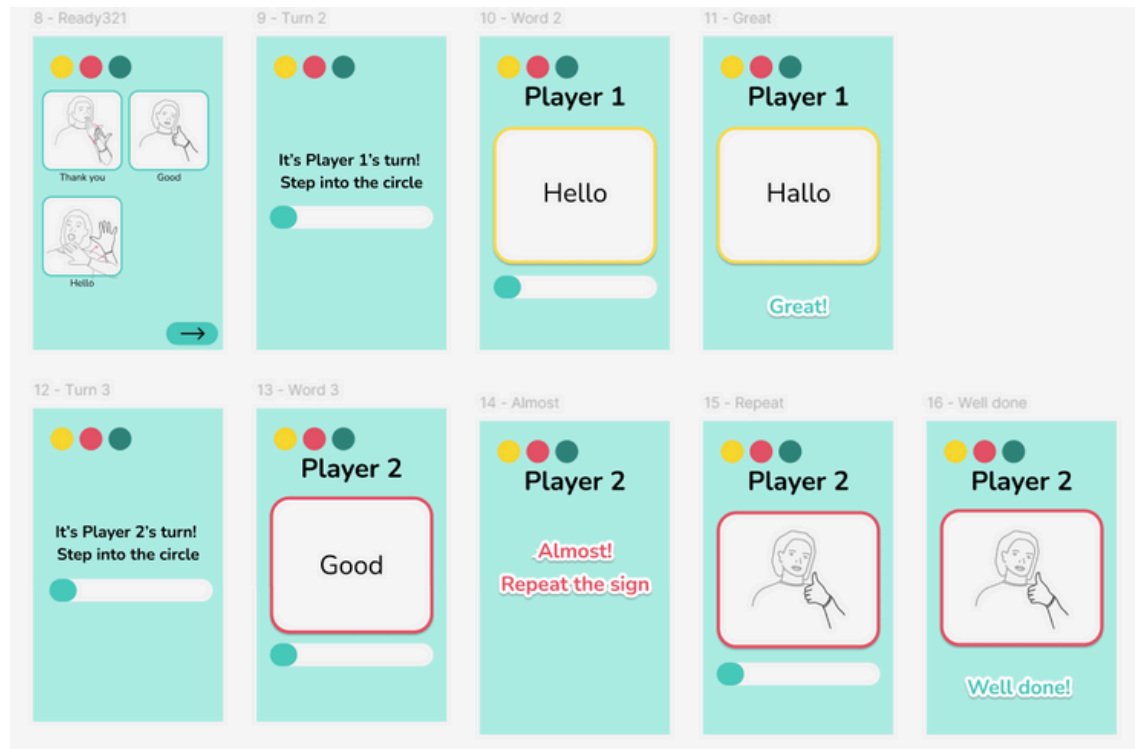 8 - Ready321
Thank you
Good
Hello
9 - Turn 2
It's Player 1's turn!
Step into the circle
10 - Word 2
Player 1
Hello
11 - Great
Player 1
Hallo
Great!
12 - Turn 3
It's Player 2's turn!
Step into the circle
13 - Word 3
Player 2
Good
14 - Almost
Player 2
Almost!
Repeat the sign
15 - Repeat
Player 2
16 - Well done
Player 2
Well done!